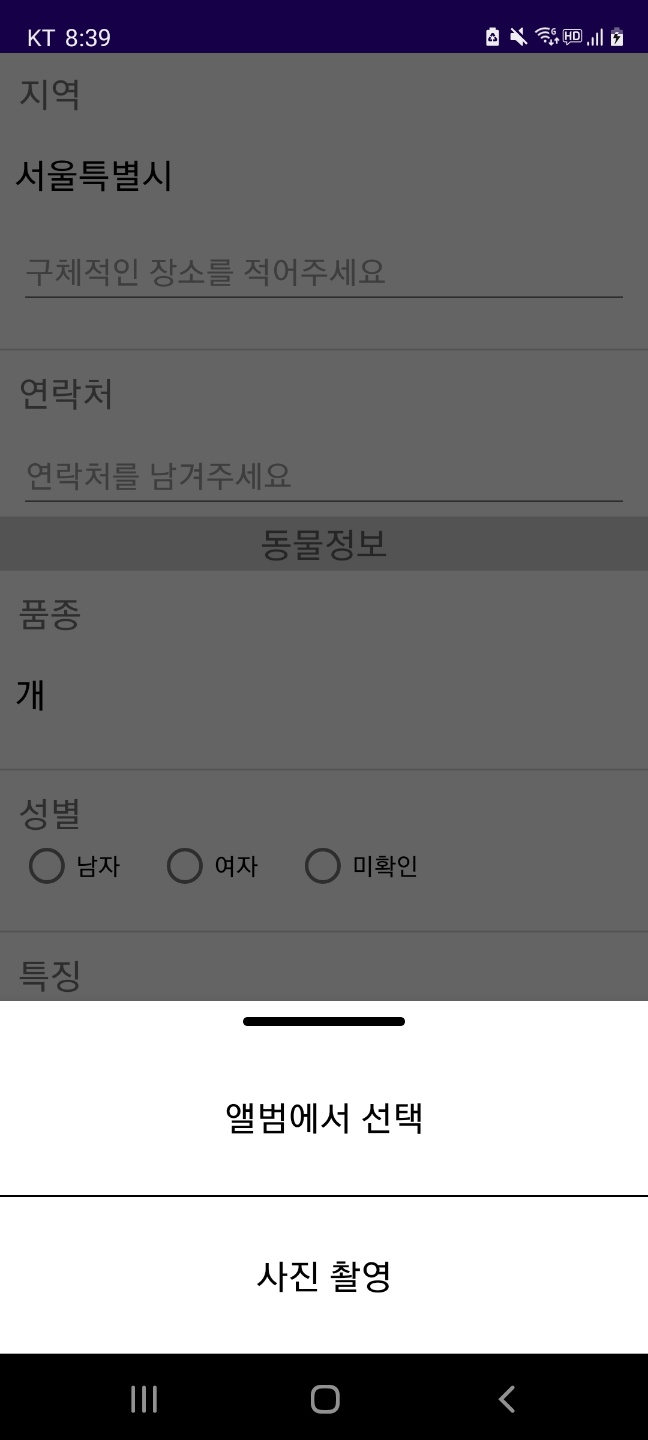 KT 8:39
HD
지역
서울특별시
구체적인 장소를 적어주세요
연락처
연락처를 남겨주세요
동물정보
품종
개
성별
남자 여자 미확인
특징
앨범에서 선택
사진 촬영